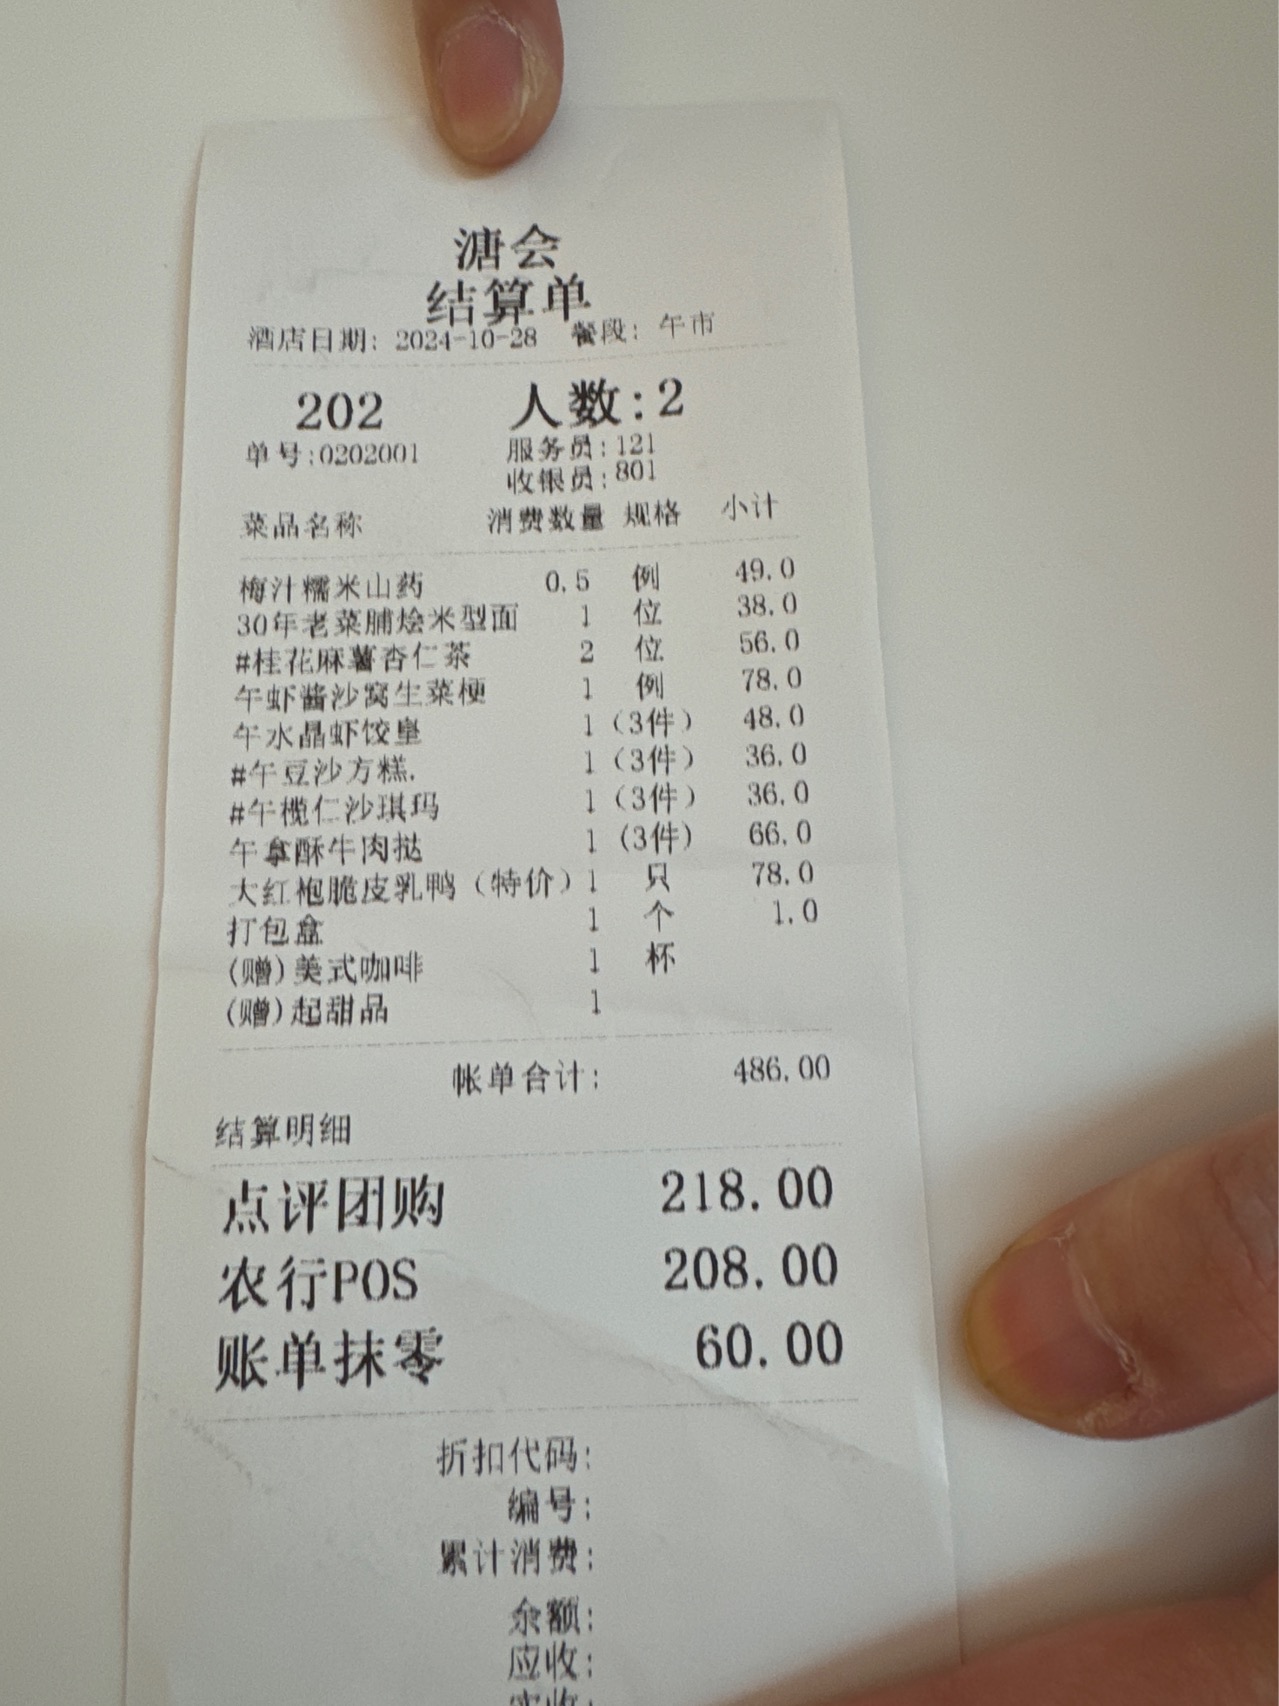 溏会
结算单
酒店日期: 2024-10-28 餐段: 午市
202 人数:2
单号:0202001 服务员:121
收银员:801
菜品名称 消费数量 规格 小计
梅汁糯米山药 0.5 例 49.0
30年老菜脯烩米型面 1 位 38.0
#桂花麻薯杏仁茶 2 位 56.0
午虾酱沙窝生菜梗 1 例 78.0
午水晶虾饺皇 1 (3件) 48.0
#午豆沙方糕. 1 (3件) 36.0
#午榄仁沙琪玛 1 (3件) 36.0
午拿酥牛肉挞 1 (3件) 66.0
大红袍脆皮乳鸭(特价) 1 只 78.0
打包盒 1 个 1.0
(赠)美式咖啡 1 杯
(赠)起甜品 1
帐单合计: 486.00
结算明细
点评团购 218.00
农行POS 208.00
账单抹零 60.00
折扣代码:
编号:
累计消费:
余额:
应收:
实收: